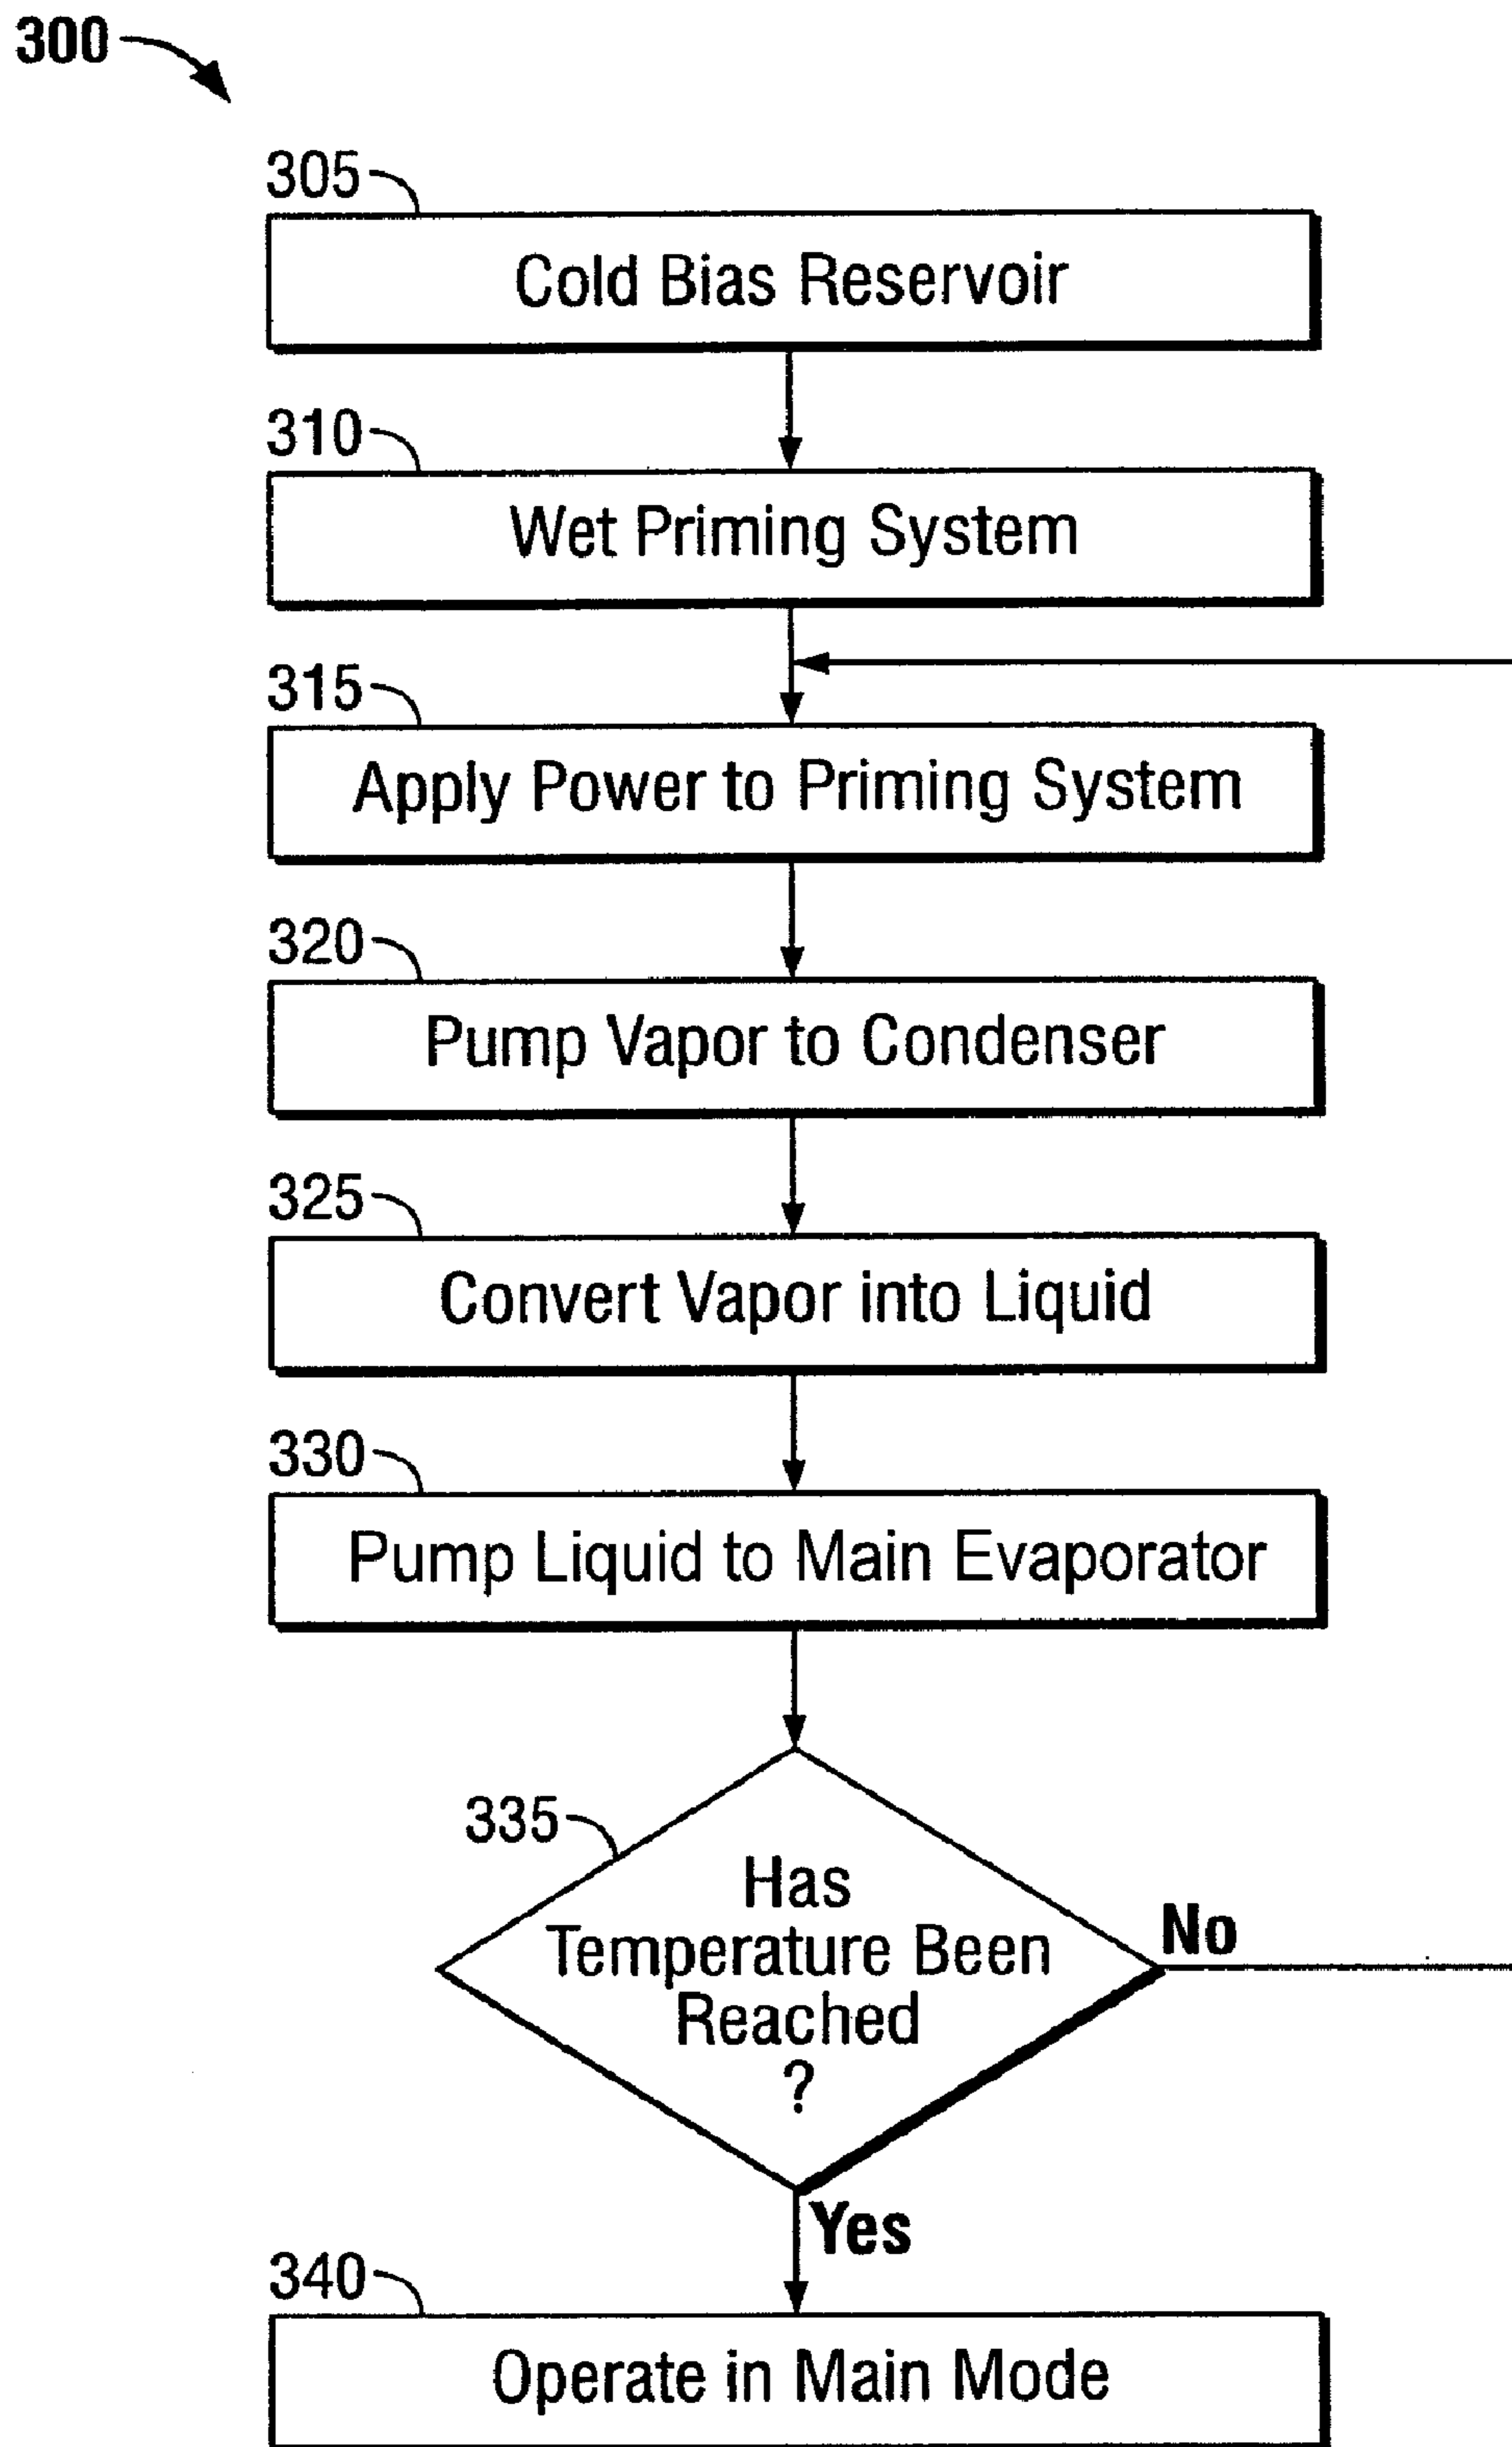 300
305
Cold Bias Reservoir
310
Wet Priming System
315
Apply Power to Priming System
320
Pump Vapor to Condenser
325
Convert Vapor into Liquid
330
Pump Liquid to Main Evaporator
335
Has
Temperature Been
Reached
?
No
Yes
340
Operate in Main Mode